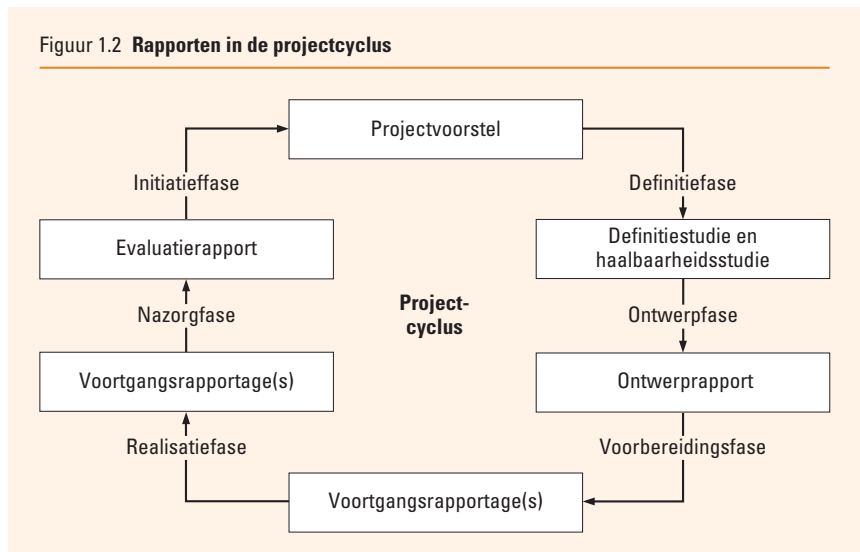 Figuur 1.2 Rapporten in de projectcyclus
Projectvoorstel
Initiatieffase
Definitiefase
Evaluatierapport
Definitiestudie en
haalbaarheidsstudie
Nazorgfase
Project-
cyclus
Ontwerpfase
Voortgangsrapportage(s)
Ontwerprapport
Realisatiefase
Voorbereidingsfase
Voortgangsrapportage(s)